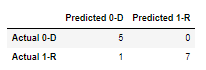 Predicted 0-D Predicted 1-R
Actual 0-D 5 0
Actual 1-R 1 7